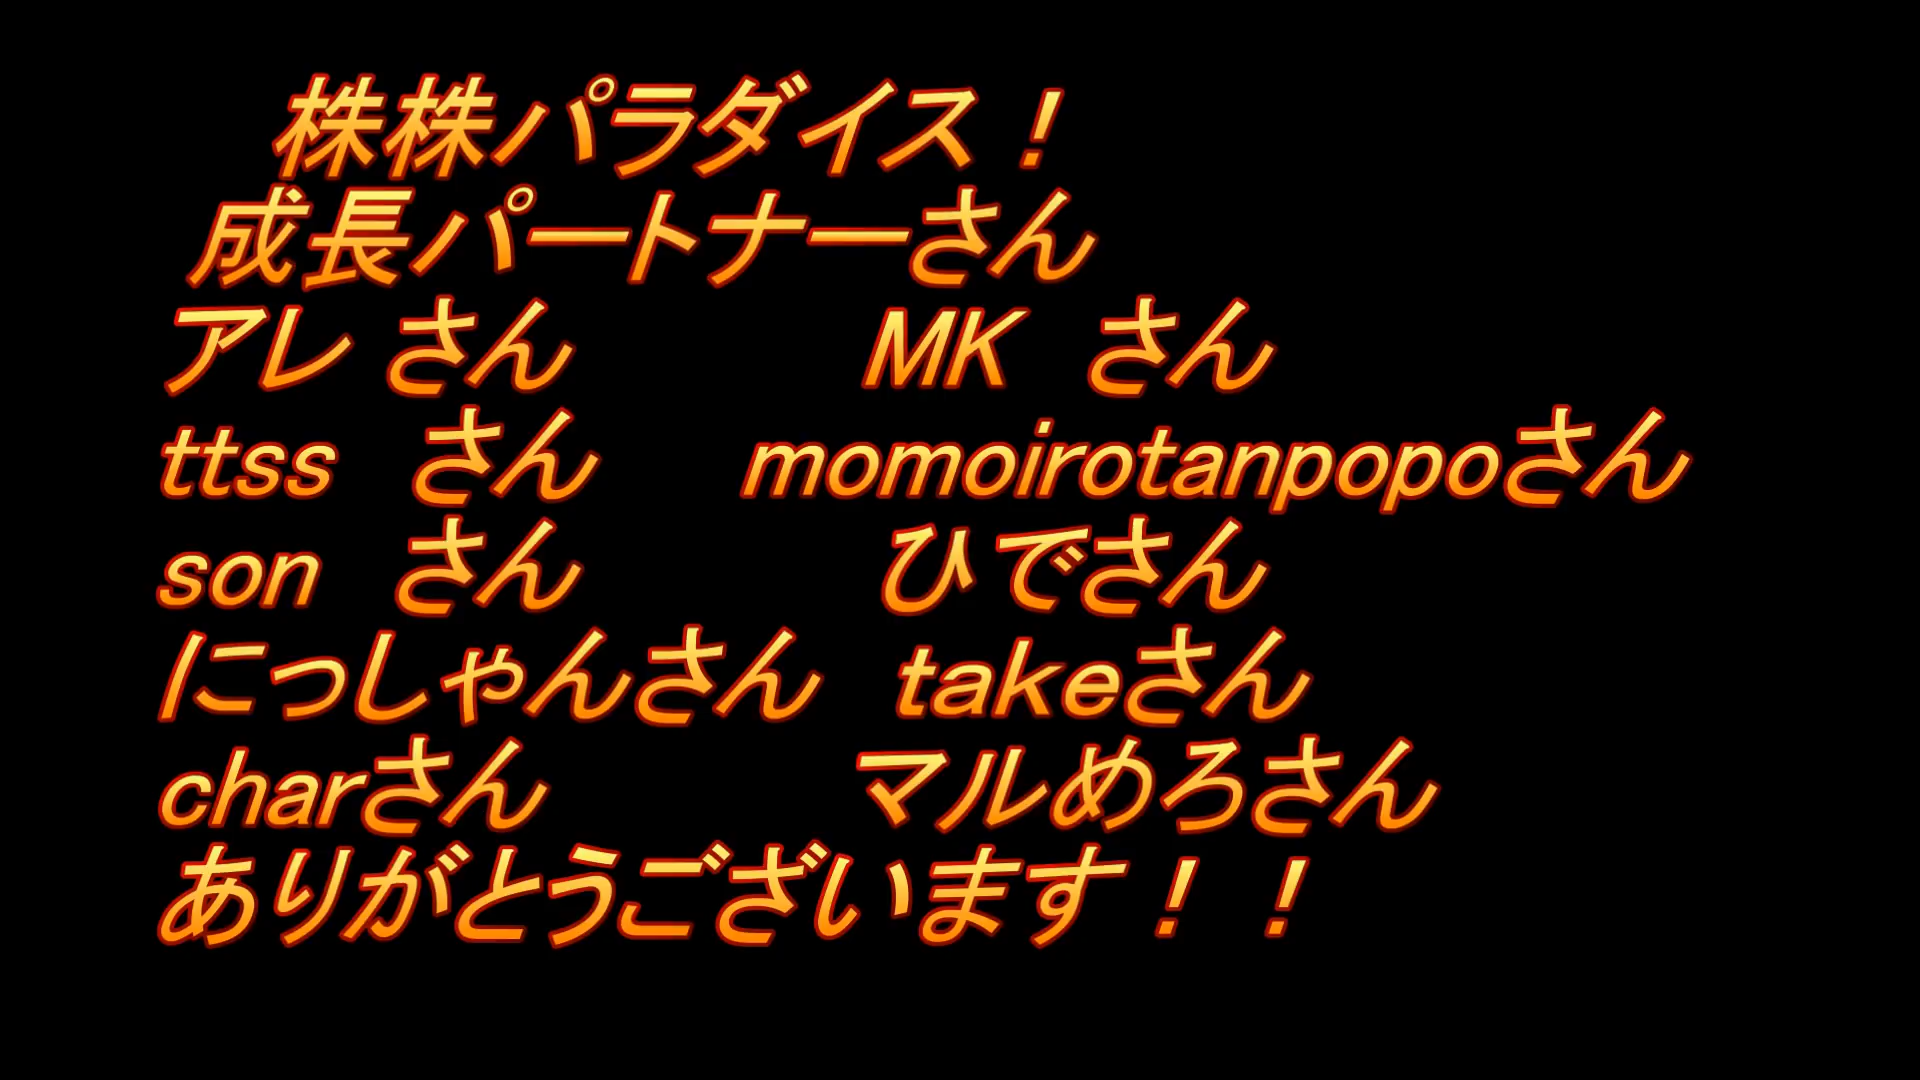 株株パラダイス！
成長パートナーさん
アレ さん　　　MK さん
ttss さん　　momoirotanpopoさん
son さん　　　ひでさん
にっしゃんさん　takeさん
charさん　　　マルめろさん
ありがとうございます！！